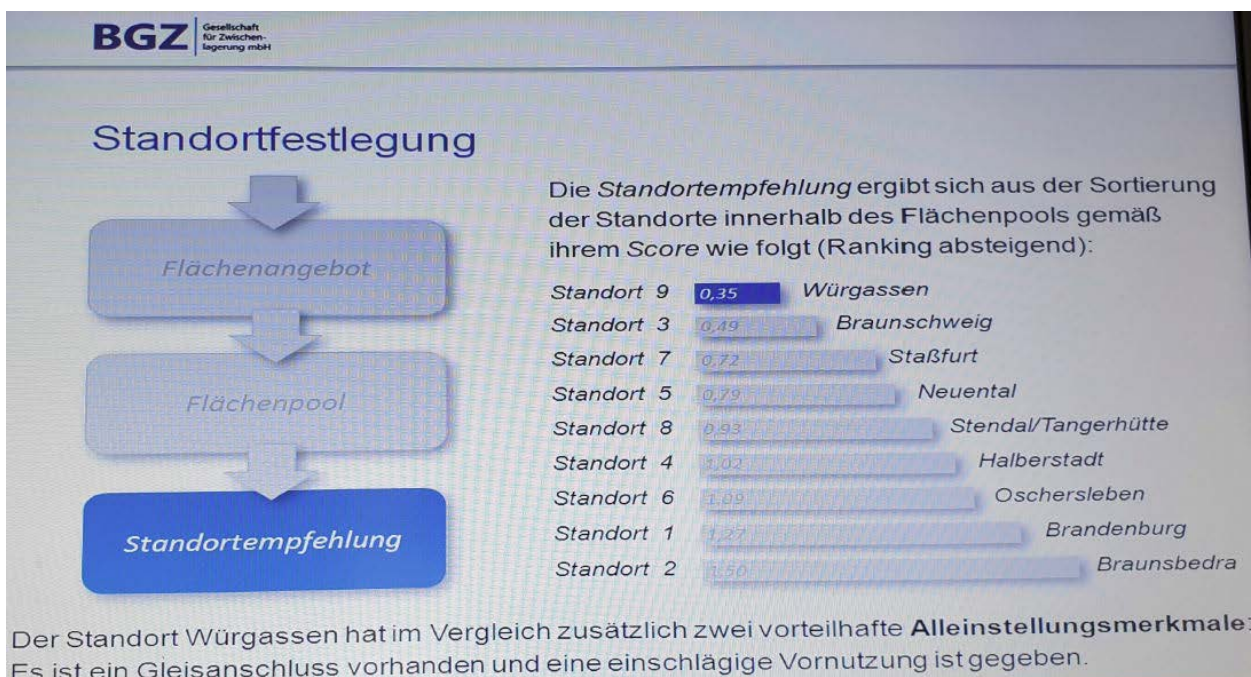 BGZ
Gesellschaft
für Zwischen-
lagerung mbH
Standortfestlegung
Flächenangebot
Flächenpool
Standortempfehlung
Die Standortempfehlung ergibt sich aus der Sortierung
der Standorte innerhalb des Flächenpools gemäß
ihrem Score wie folgt (Ranking absteigend):
Standort 9 0,35 Würgassen
Standort 3 0,49 Braunschweig
Standort 7 0,72 Staßfurt
Standort 5 0,79 Neuental
Standort 8 0,93 Stendal/Tangerhütte
Standort 4 1,02 Halberstadt
Standort 6 1,09 Oschersleben
Standort 1 1,27 Brandenburg
Standort 2 1,50 Braunsbedra
Der Standort Würgassen hat im Vergleich zusätzlich zwei vorteilhafte Alleinstellungsmerkmale:
Es ist ein Gleisanschluss vorhanden und eine einschlägige Vornutzung ist gegeben.